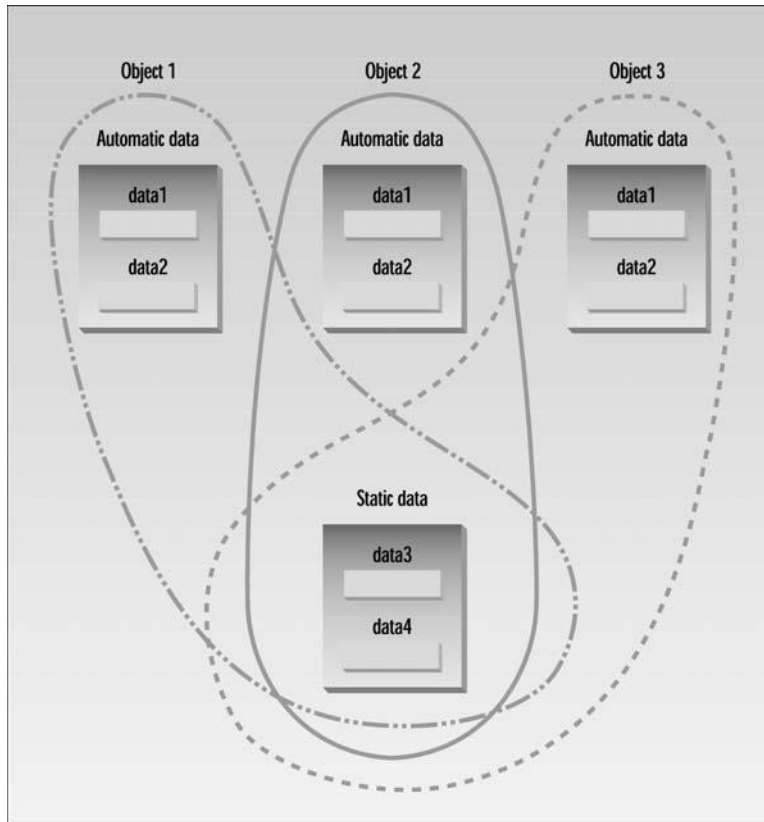 Object 1 Object 2 Object 3
Automatic data Automatic data Automatic data
data1 data1 data1
data2 data2 data2
Static data
data3
data4